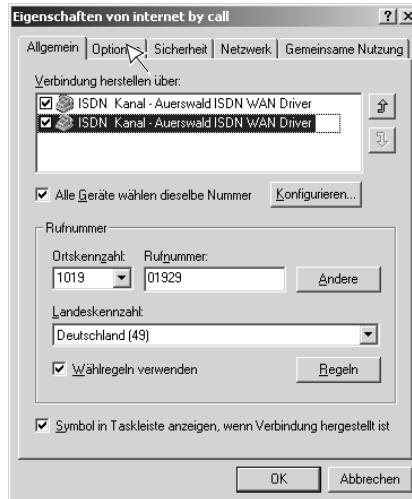 Eigenschaften von internet by call
Allgemein Optionen Sicherheit Netzwerk Gemeinsame Nutzung
Verbindung herstellen über:
ISDN Kanal - Auerswald ISDN WAN Driver
ISDN Kanal - Auerswald ISDN WAN Driver
Alle Geräte wählen dieselbe Nummer Konfigurieren...
Rufnummer
Ortskennzahl: Rufnummer:
1019 01929 Andere
Landeskennzahl:
Deutschland (49)
Wählregeln verwenden Regeln
Symbol in Taskleiste anzeigen, wenn Verbindung hergestellt ist
OK Abbrechen